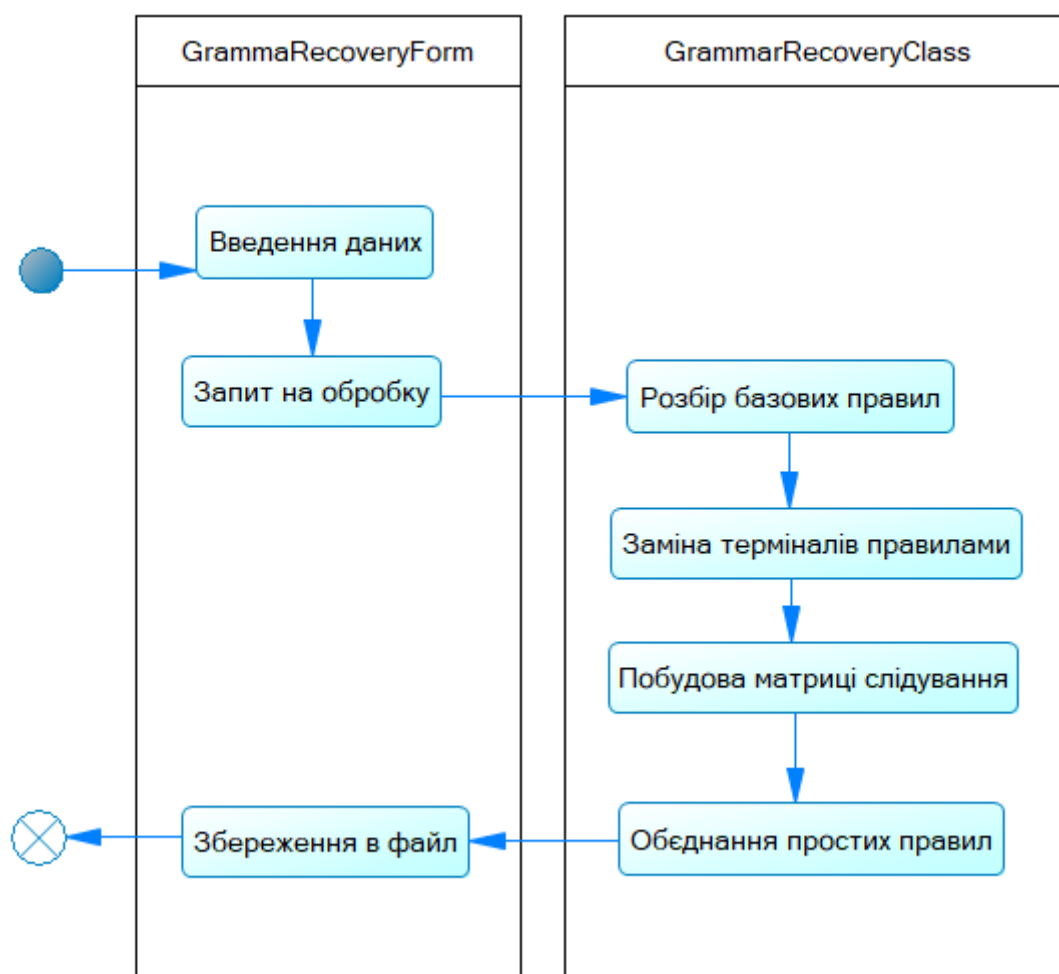 GrammaRecoveryForm
GrammarRecoveryClass
Введення даних
Запит на обробку
Розбір базових правил
Заміна терміналів правилами
Побудова матриці слідування
Обєднання простих правил
Збереження в файл